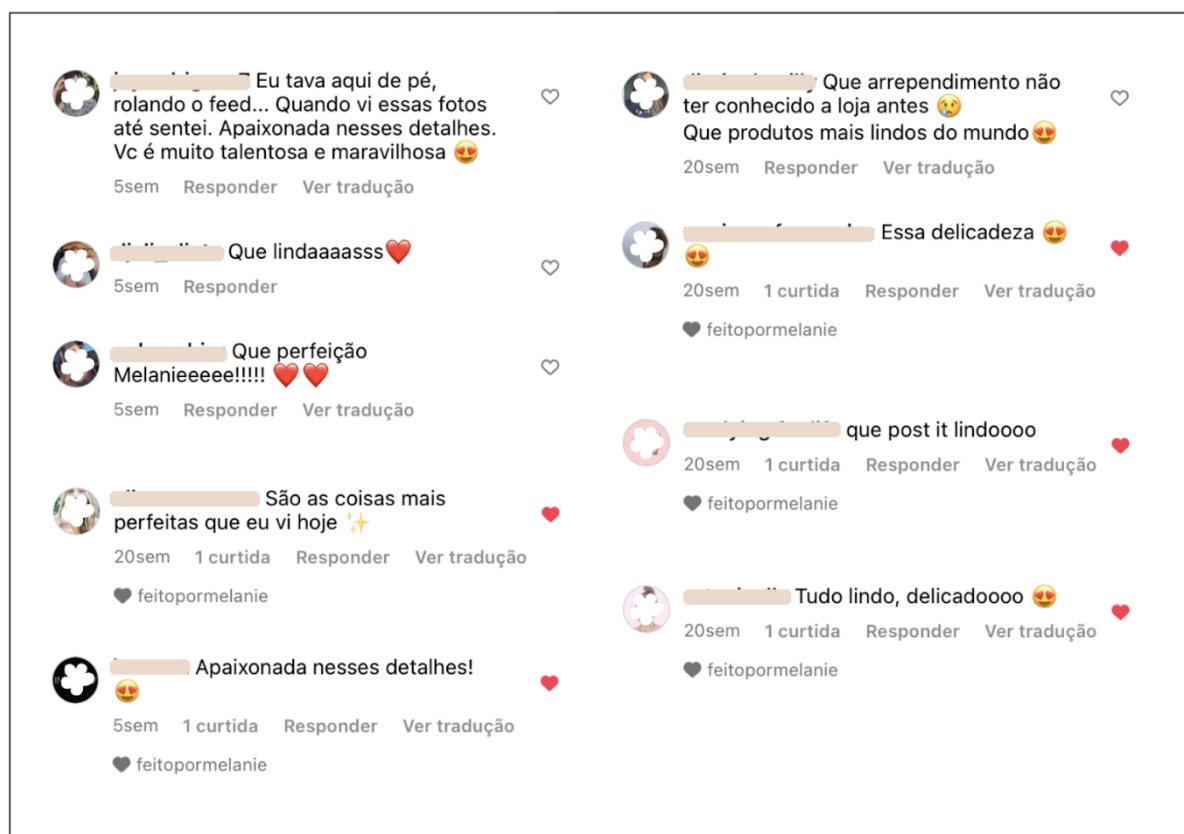 Eu tava aqui de pé,
rolando o feed... Quando vi essas fotos
até sentei. Apaixonada nesses detalhes.
Vc é muito talentosa e maravilhosa 😍
5sem Responder Ver tradução
Que lindaaaasss❤️
5sem Responder
Que perfeição
Melanieeeee!!!!! ❤️❤️
5sem Responder Ver tradução
São as coisas mais
perfeitas que eu vi hoje ✨
20sem 1 curtida Responder Ver tradução
feitopormelanie
Apaixonada nesses detalhes!
😍
5sem 1 curtida Responder Ver tradução
feitopormelanie
Que arrependimento não
ter conhecido a loja antes 😢
Que produtos mais lindos do mundo😍
20sem Responder Ver tradução
Essa delicadeza 😍
😍
20sem 1 curtida Responder Ver tradução
feitopormelanie
que post it lindoooo
20sem 1 curtida Responder Ver tradução
feitopormelanie
Tudo lindo, delicadoooo 😍
20sem 1 curtida Responder Ver tradução
feitopormelanie